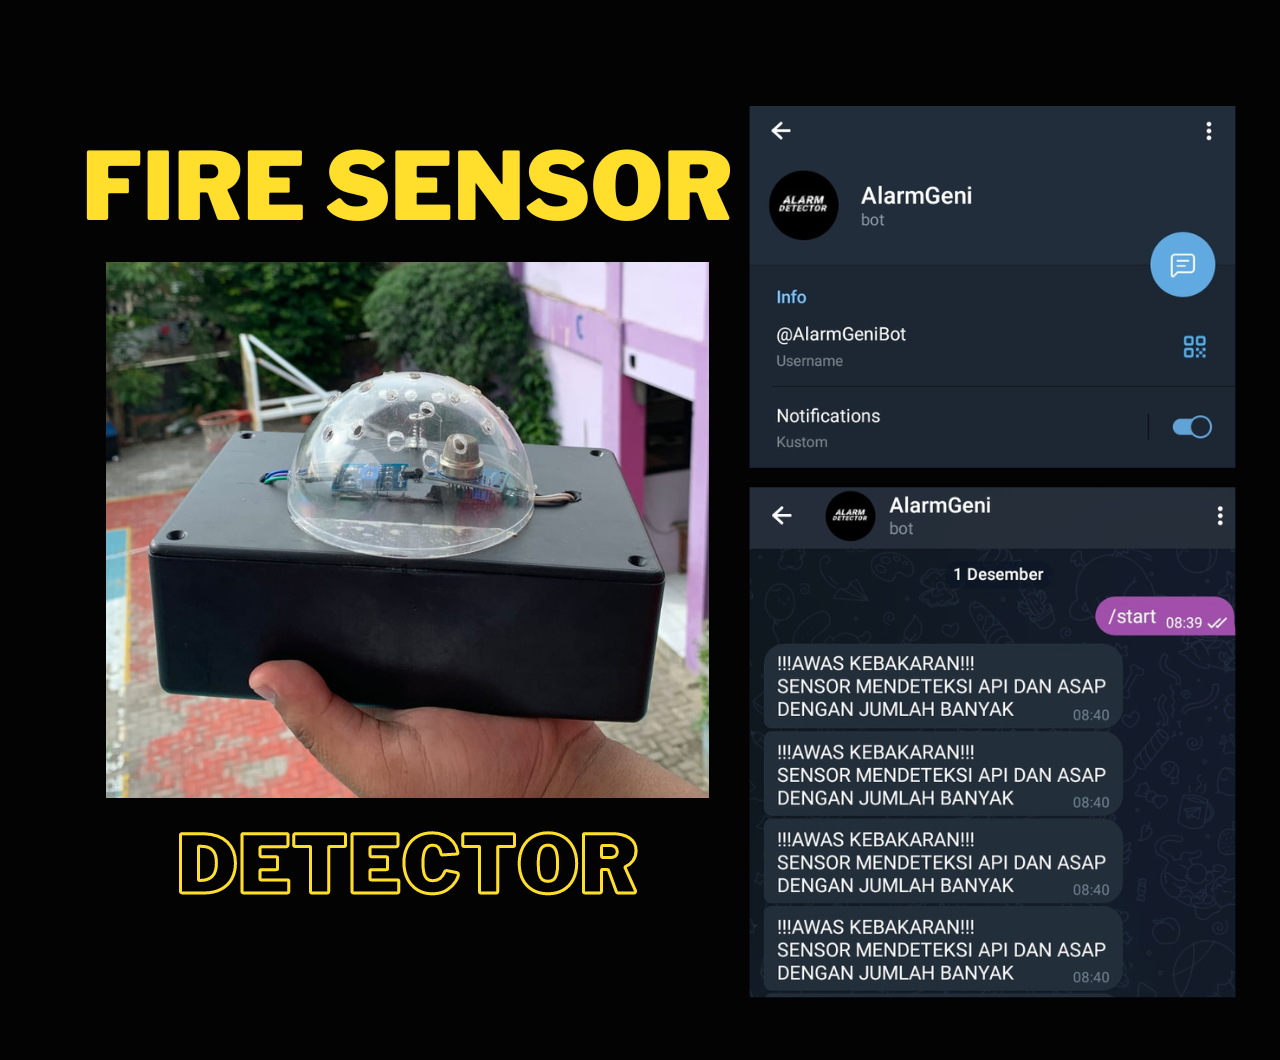 FIRE SENSOR
DETECTOR
ALARM
DETECTOR
AlarmGeni
bot
Info
@AlarmGeniBot
Username
Notifications
Kustom
ALARM
DETECTOR
AlarmGeni
bot
1 Desember
/start 08:39
!!!AWAS KEBAKARAN!!!
SENSOR MENDETEKSI API DAN ASAP
DENGAN JUMLAH BANYAK 08:40
!!!AWAS KEBAKARAN!!!
SENSOR MENDETEKSI API DAN ASAP
DENGAN JUMLAH BANYAK 08:40
!!!AWAS KEBAKARAN!!!
SENSOR MENDETEKSI API DAN ASAP
DENGAN JUMLAH BANYAK 08:40
!!!AWAS KEBAKARAN!!!
SENSOR MENDETEKSI API DAN ASAP
DENGAN JUMLAH BANYAK 08:40